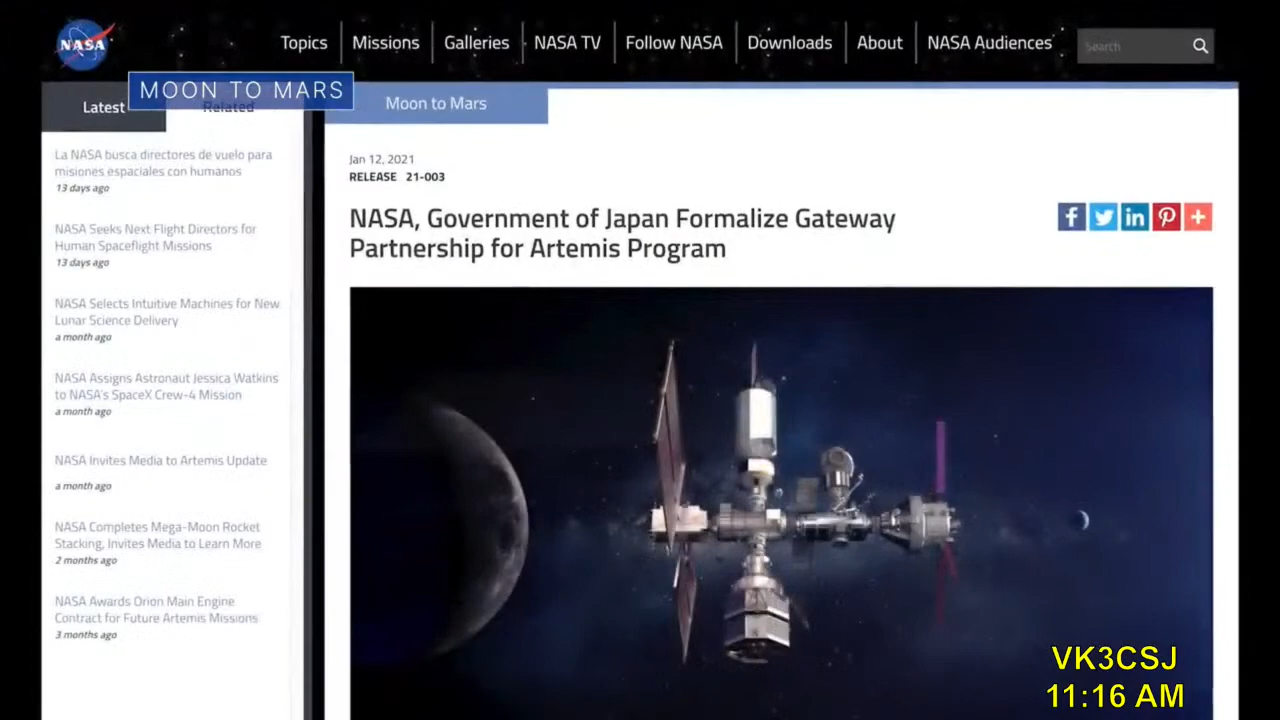 NASA
Topics
Missions
Galleries
NASA TV
Follow NASA
Downloads
About
NASA Audiences
Search
MOON TO MARS
Latest
Related
Moon to Mars
La NASA busca directores de vuelo para
misiones espaciales con humanos
13 days ago
NASA Seeks Next Flight Directors for
Human Spaceflight Missions
13 days ago
NASA Selects Intuitive Machines for New
Lunar Science Delivery
a month ago
NASA Assigns Astronaut Jessica Watkins
to NASA's SpaceX Crew-4 Mission
a month ago
NASA Invites Media to Artemis Update
a month ago
NASA Completes Mega-Moon Rocket
Stacking, Invites Media to Learn More
2 months ago
NASA Awards Orion Main Engine
Contract for Future Artemis Missions
3 months ago
Jan 12, 2021
RELEASE 21-003
NASA, Government of Japan Formalize Gateway
Partnership for Artemis Program
VK3CSJ
11:16 AM